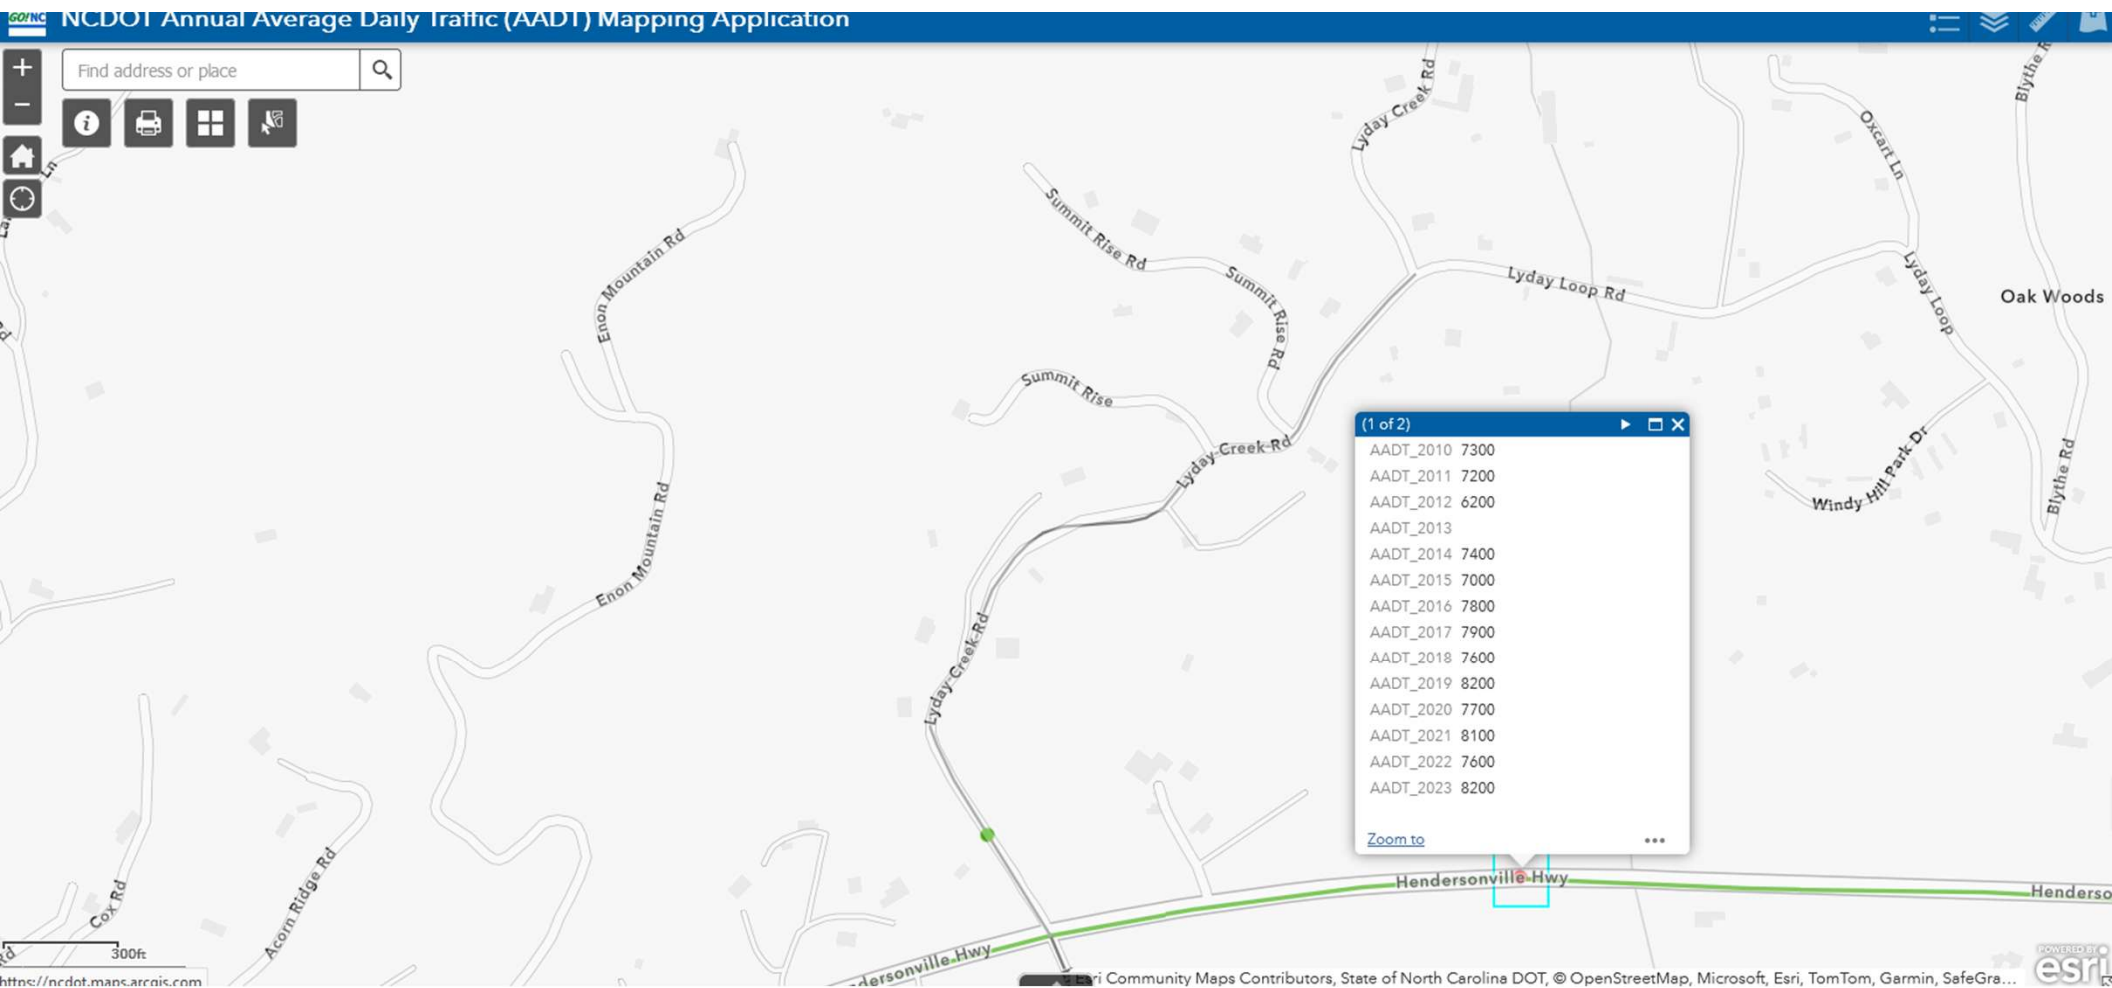 GO!NC
NCDOT Annual Average Daily Traffic (AADT) Mapping Application
+
Find address or place
−
Blythe R
Lyday Creek Rd
Oxcart Ln
Ln
Summit Rise Rd
Enon Mountain Rd
Summit Rise Rd
Lyday Loop Rd
Lyday Loop
Oak Woods
Summit Rise
Lyday-Creek-Rd
Windy Hill Park Dr
Blythe Rd
Enon Mountain Rd
Lyday-Creek-Rd
(1 of 2)
AADT_2010 7300
AADT_2011 7200
AADT_2012 6200
AADT_2013
AADT_2014 7400
AADT_2015 7000
AADT_2016 7800
AADT_2017 7900
AADT_2018 7600
AADT_2019 8200
AADT_2020 7700
AADT_2021 8100
AADT_2022 7600
AADT_2023 8200
Zoom to
Cox Rd
Acorn Ridge Rd
Hendersonville-Hwy
Henderso
dersonville-Hwy
300ft
https://ncdot.maps.arcgis.com
ri Community Maps Contributors, State of North Carolina DOT, © OpenStreetMap, Microsoft, Esri, TomTom, Garmin, SafeGra...
POWERED BY
esri